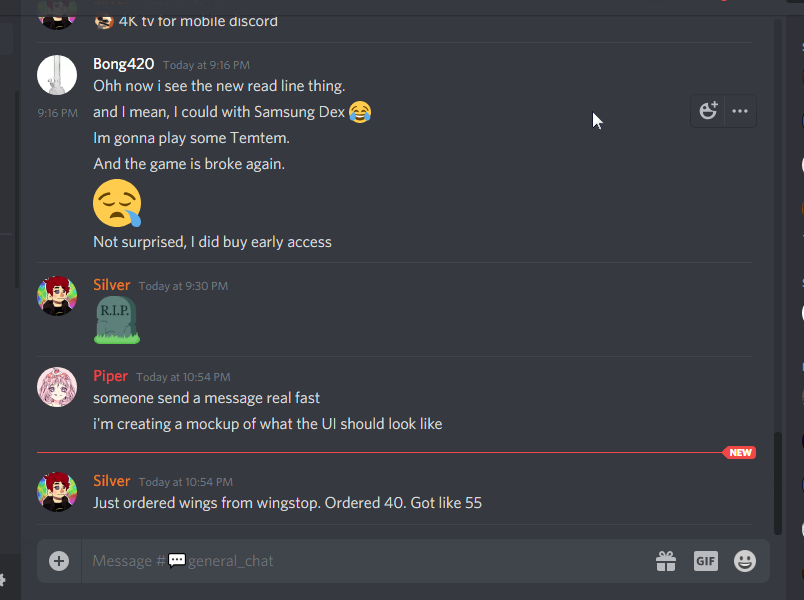 4K tv for mobile discord
Bong420 Today at 9:16 PM
Ohh now i see the new read line thing.
9:16 PM and I mean, I could with Samsung Dex 😂
Im gonna play some Temtem.
And the game is broke again.
Not surprised, I did buy early access
Silver Today at 9:30 PM
R.I.P.
Piper Today at 10:54 PM
someone send a message real fast
i'm creating a mockup of what the UI should look like
NEW
Silver Today at 10:54 PM
Just ordered wings from wingstop. Ordered 40. Got like 55
Message #💬general_chat
GIF